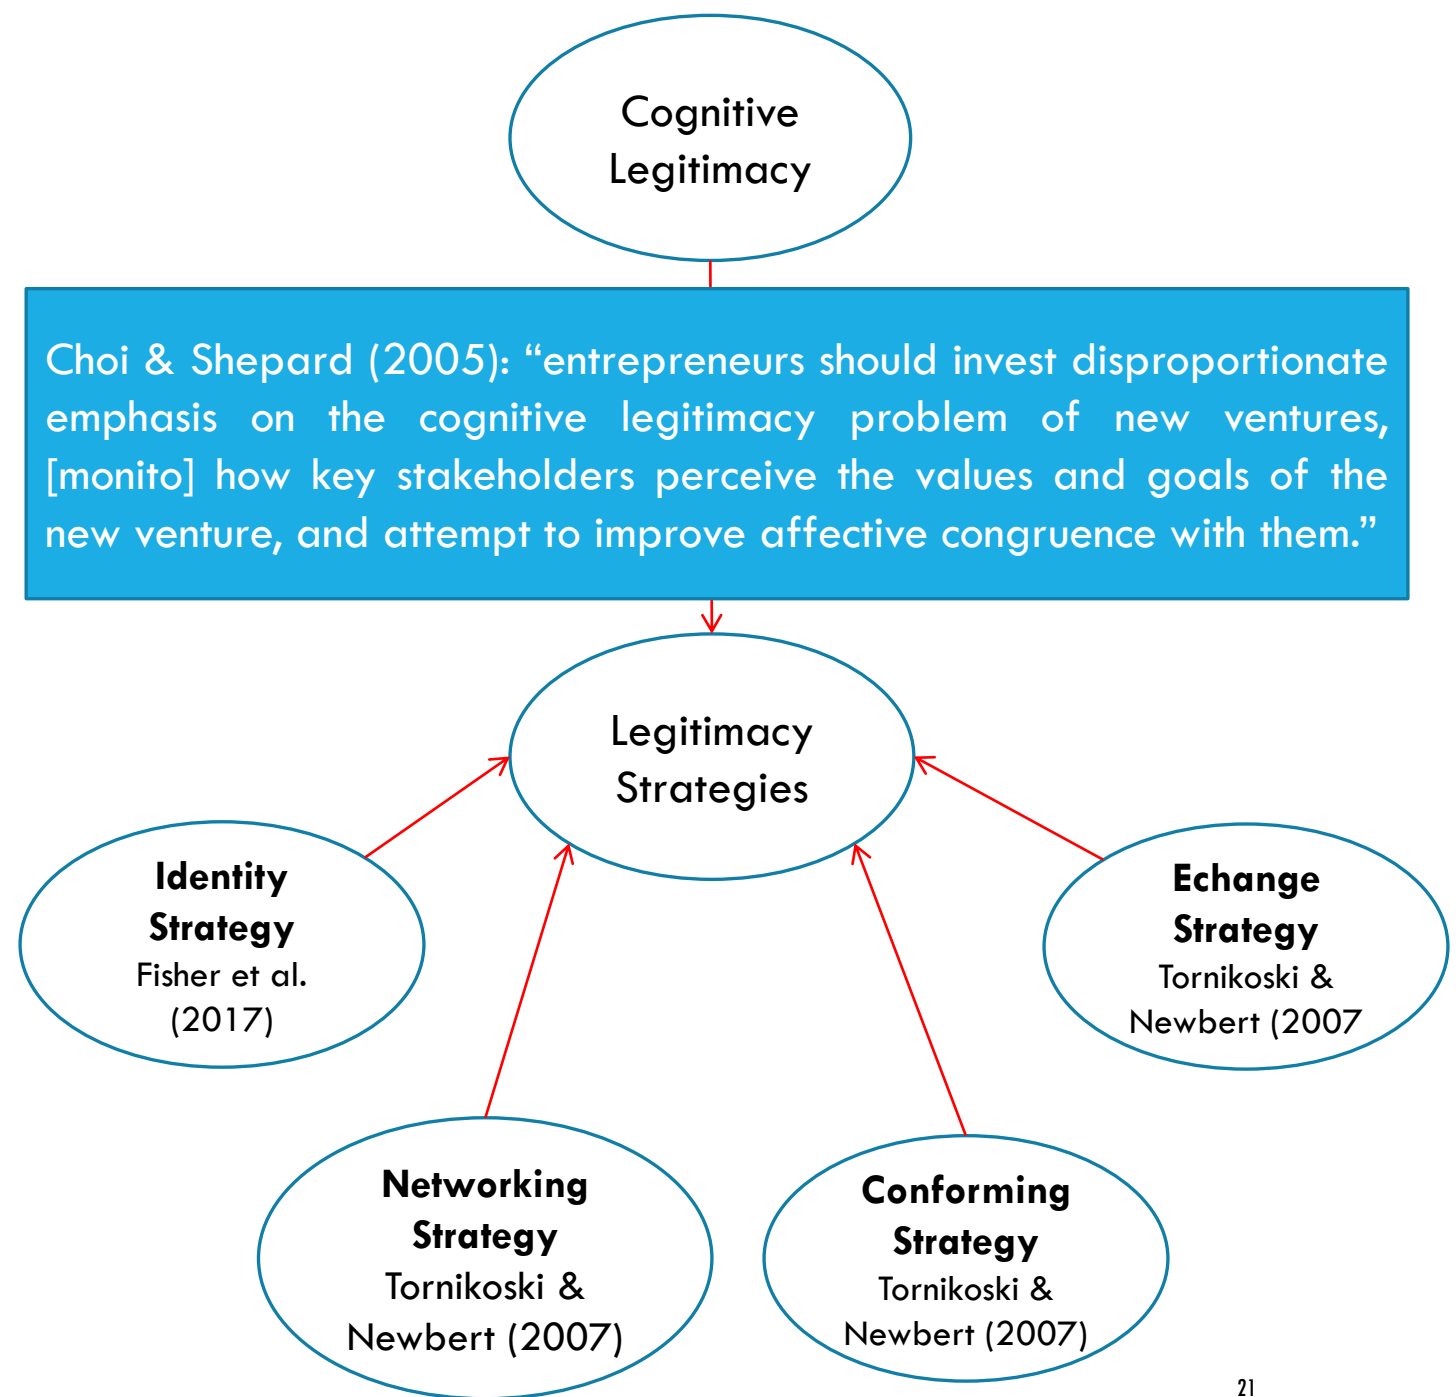 Cognitive
Legitimacy
Choi & Shepard (2005): “entrepreneurs should invest disproportionate
emphasis on the cognitive legitimacy problem of new ventures,
[monito] how key stakeholders perceive the values and goals of the
new venture, and attempt to improve affective congruence with them.”
Legitimacy
Strategies
Identity
Strategy
Fisher et al.
(2017)
Echange
Strategy
Tornikoski &
Newbert (2007
Networking
Strategy
Tornikoski &
Newbert (2007)
Conforming
Strategy
Tornikoski &
Newbert (2007)
21